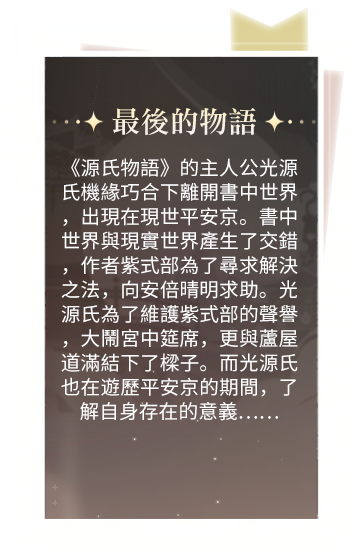 最後的物語
《源氏物語》的主人公光源
氏機緣巧合下離開書中世界
，出現在現世平安京。書中
世界與現實世界產生了交錯
，作者紫式部為了尋求解決
之法，向安倍晴明求助。光
源氏為了維護紫式部的聲譽
，大鬧宮中筵席，更與蘆屋
道滿結下了樑子。而光源氏
也在遊歷平安京的期間，了
解自身存在的意義……